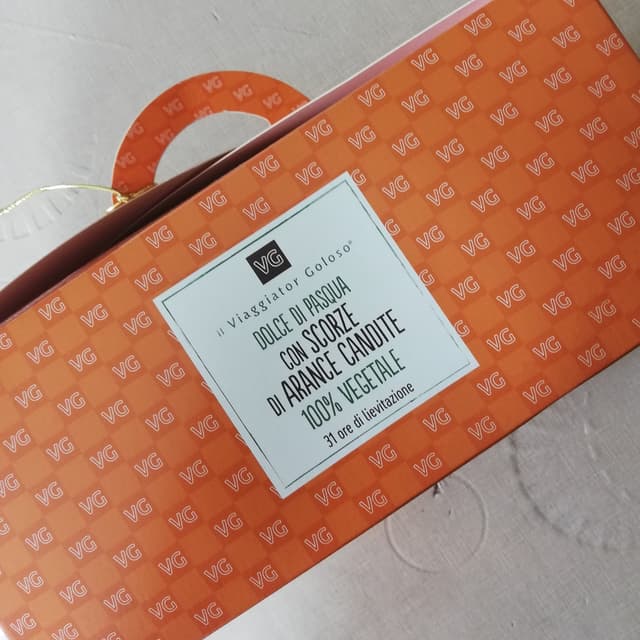 VG
il Viaggiator Goloso®
DOLCE DI PASQUA
CON SCORZE
DI ARANCE CANDITE
100% VEGETALE
31 ore di lievitazione